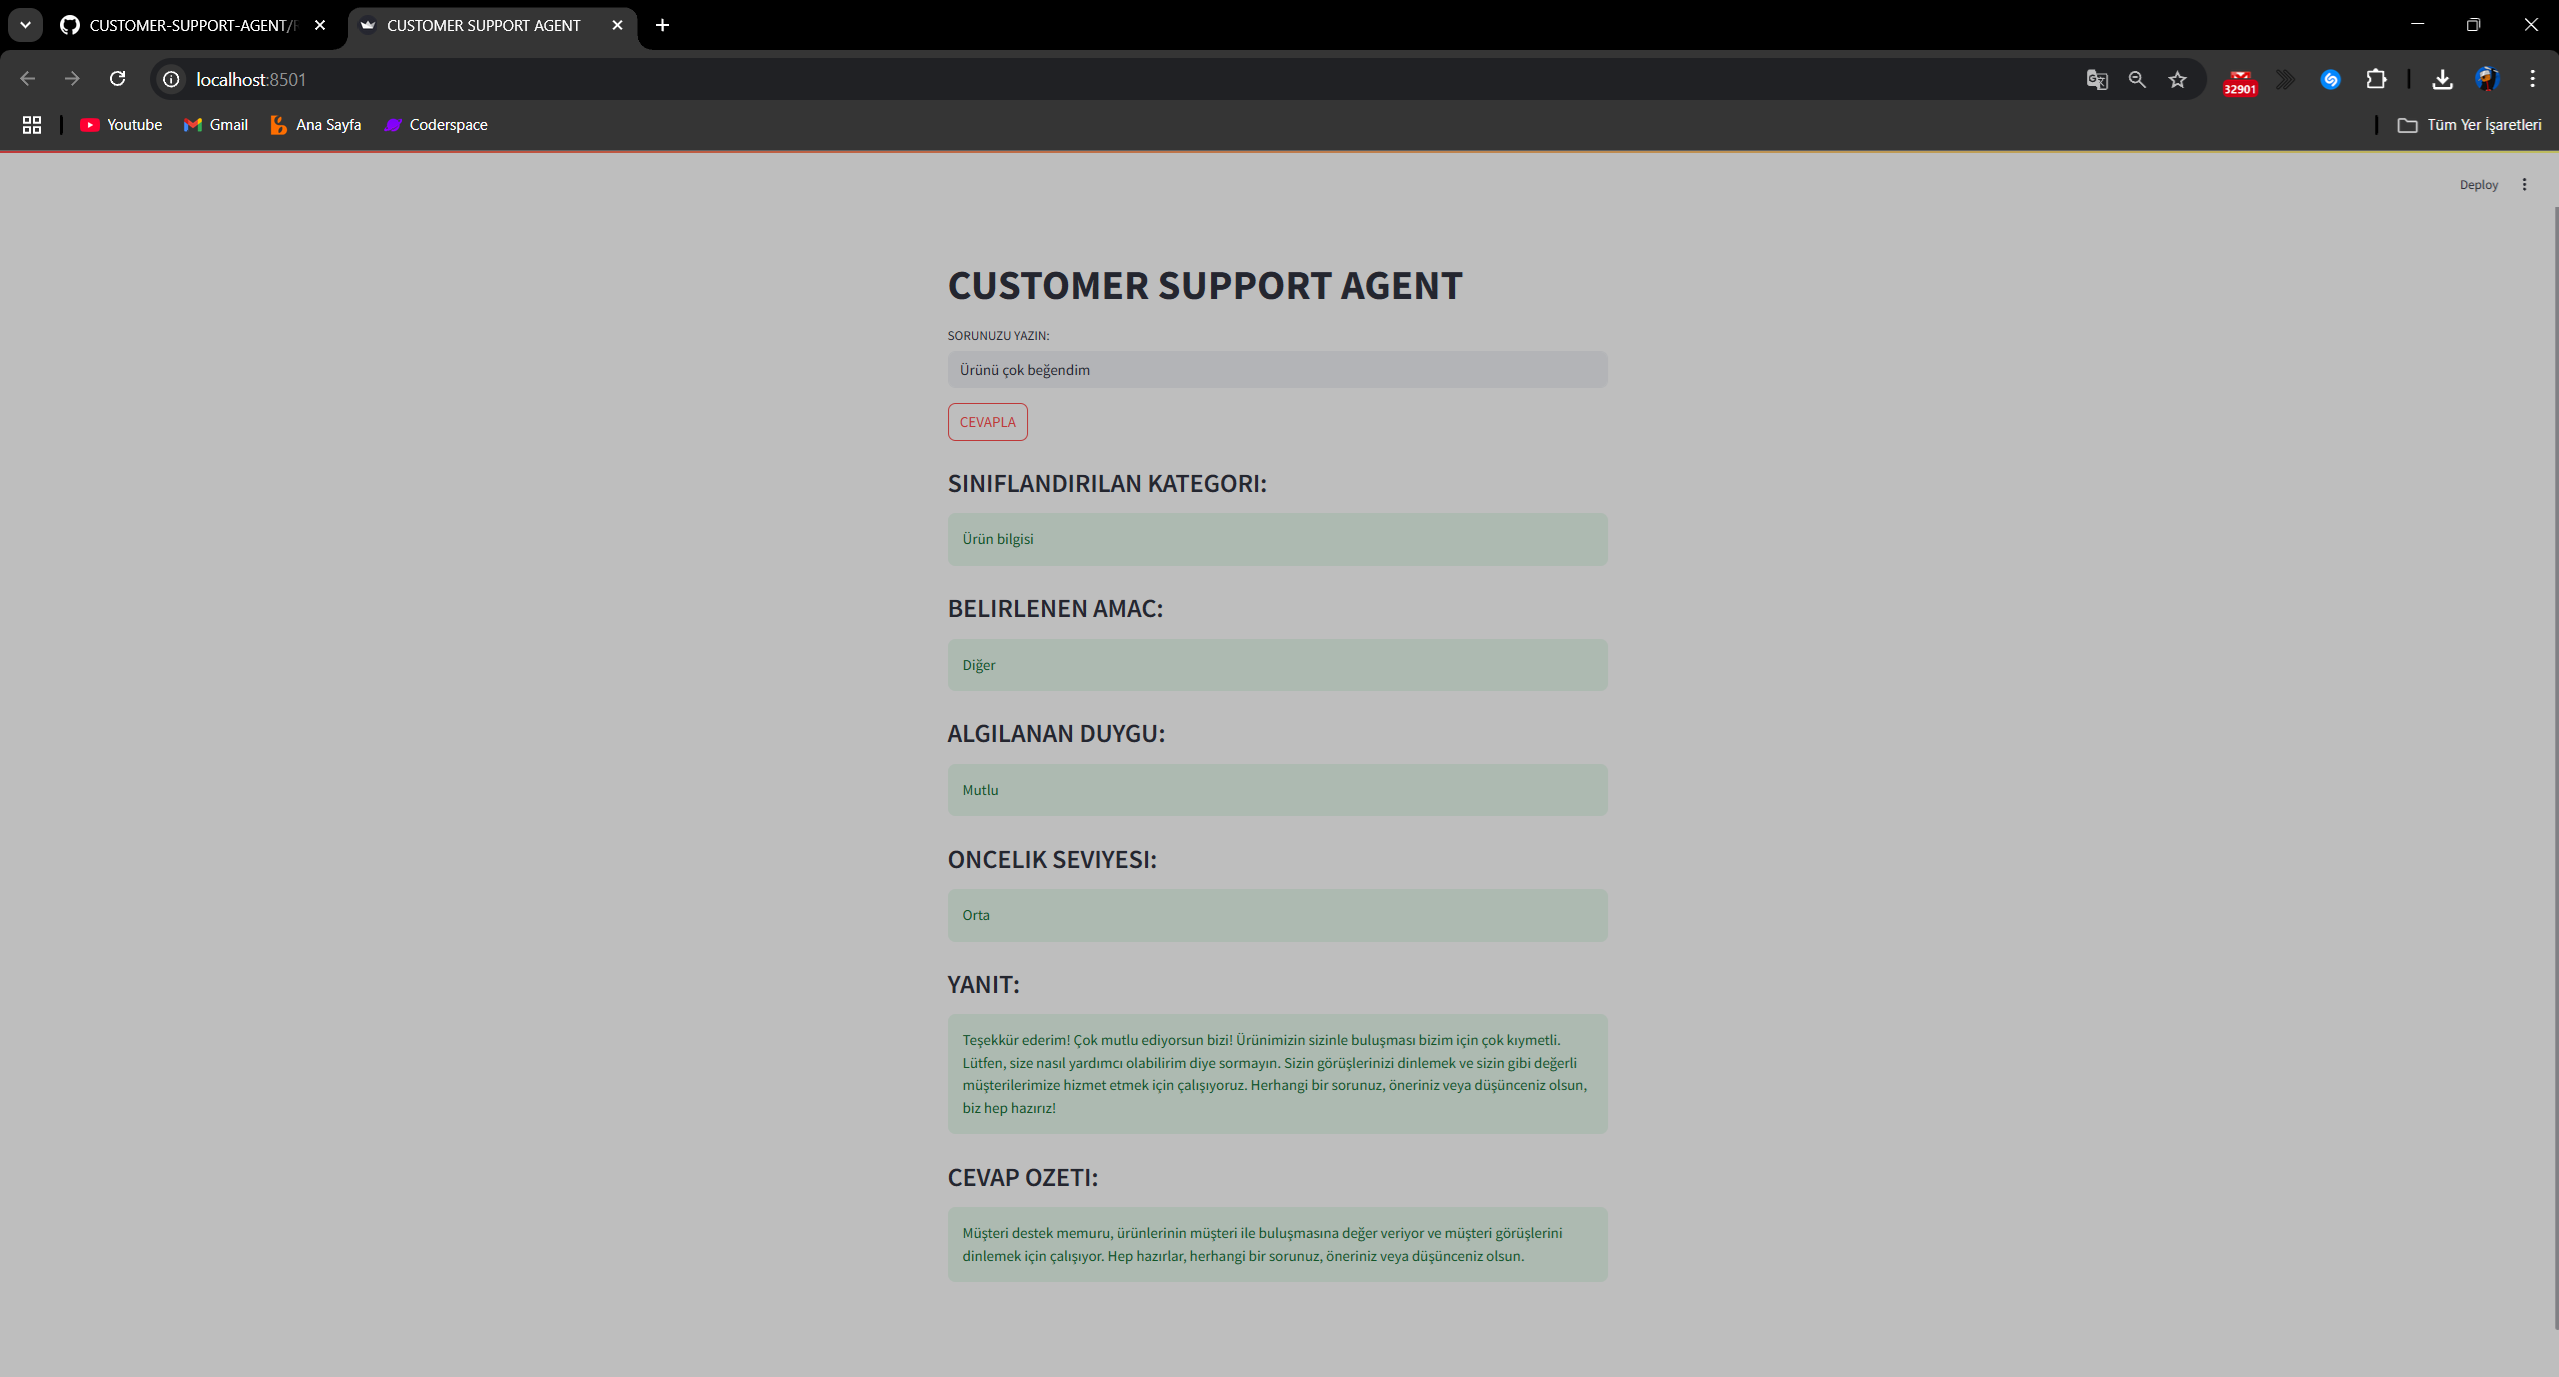 CUSTOMER-SUPPORT-AGENT/
CUSTOMER SUPPORT AGENT
localhost:8501
32901
Youtube
Gmail
Ana Sayfa
Coderspace
Tüm Yer İşaretleri
Deploy
CUSTOMER SUPPORT AGENT
SORUNUZU YAZIN:
Ürünü çok beğendim
CEVAPLA
SINIFLANDIRILAN KATEGORI:
Ürün bilgisi
BELIRLENEN AMAC:
Diğer
ALGILANAN DUYGU:
Mutlu
ONCELIK SEVIYESI:
Orta
YANIT:
Teşekkür ederim! Çok mutlu ediyorsun bizi! Ürünimizin sizinle buluşması bizim için çok kıymetli.
Lütfen, size nasıl yardımcı olabilirim diye sormayın. Sizin görüşlerinizi dinlemek ve sizin gibi değerli
müşterilerimize hizmet etmek için çalışıyoruz. Herhangi bir sorunuz, öneriniz veya düşünceniz olsun,
biz hep hazırız!
CEVAP OZETI:
Müşteri destek memuru, ürünlerinin müşteri ile buluşmasına değer veriyor ve müşteri görüşlerini
dinlemek için çalışıyor. Hep hazırlar, herhangi bir sorunuz, öneriniz veya düşünceniz olsun.